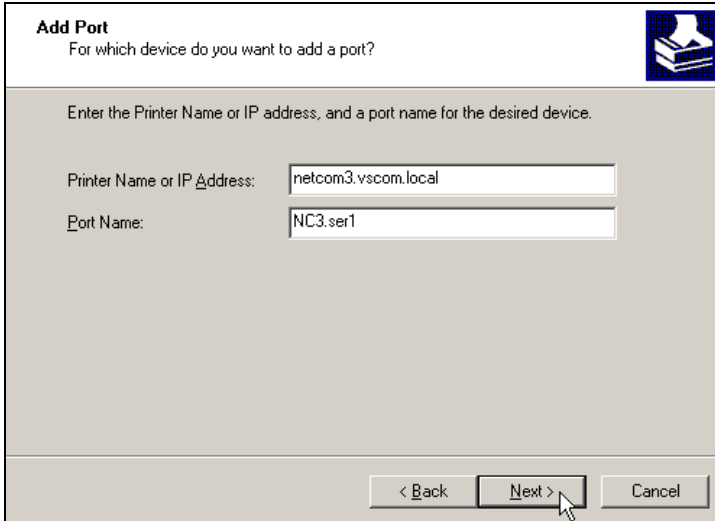 Add Port
For which device do you want to add a port?
Enter the Printer Name or IP address, and a port name for the desired device.
Printer Name or IP Address: netcom3.vscom.local
Port Name: NC3.ser1
< Back Next > Cancel